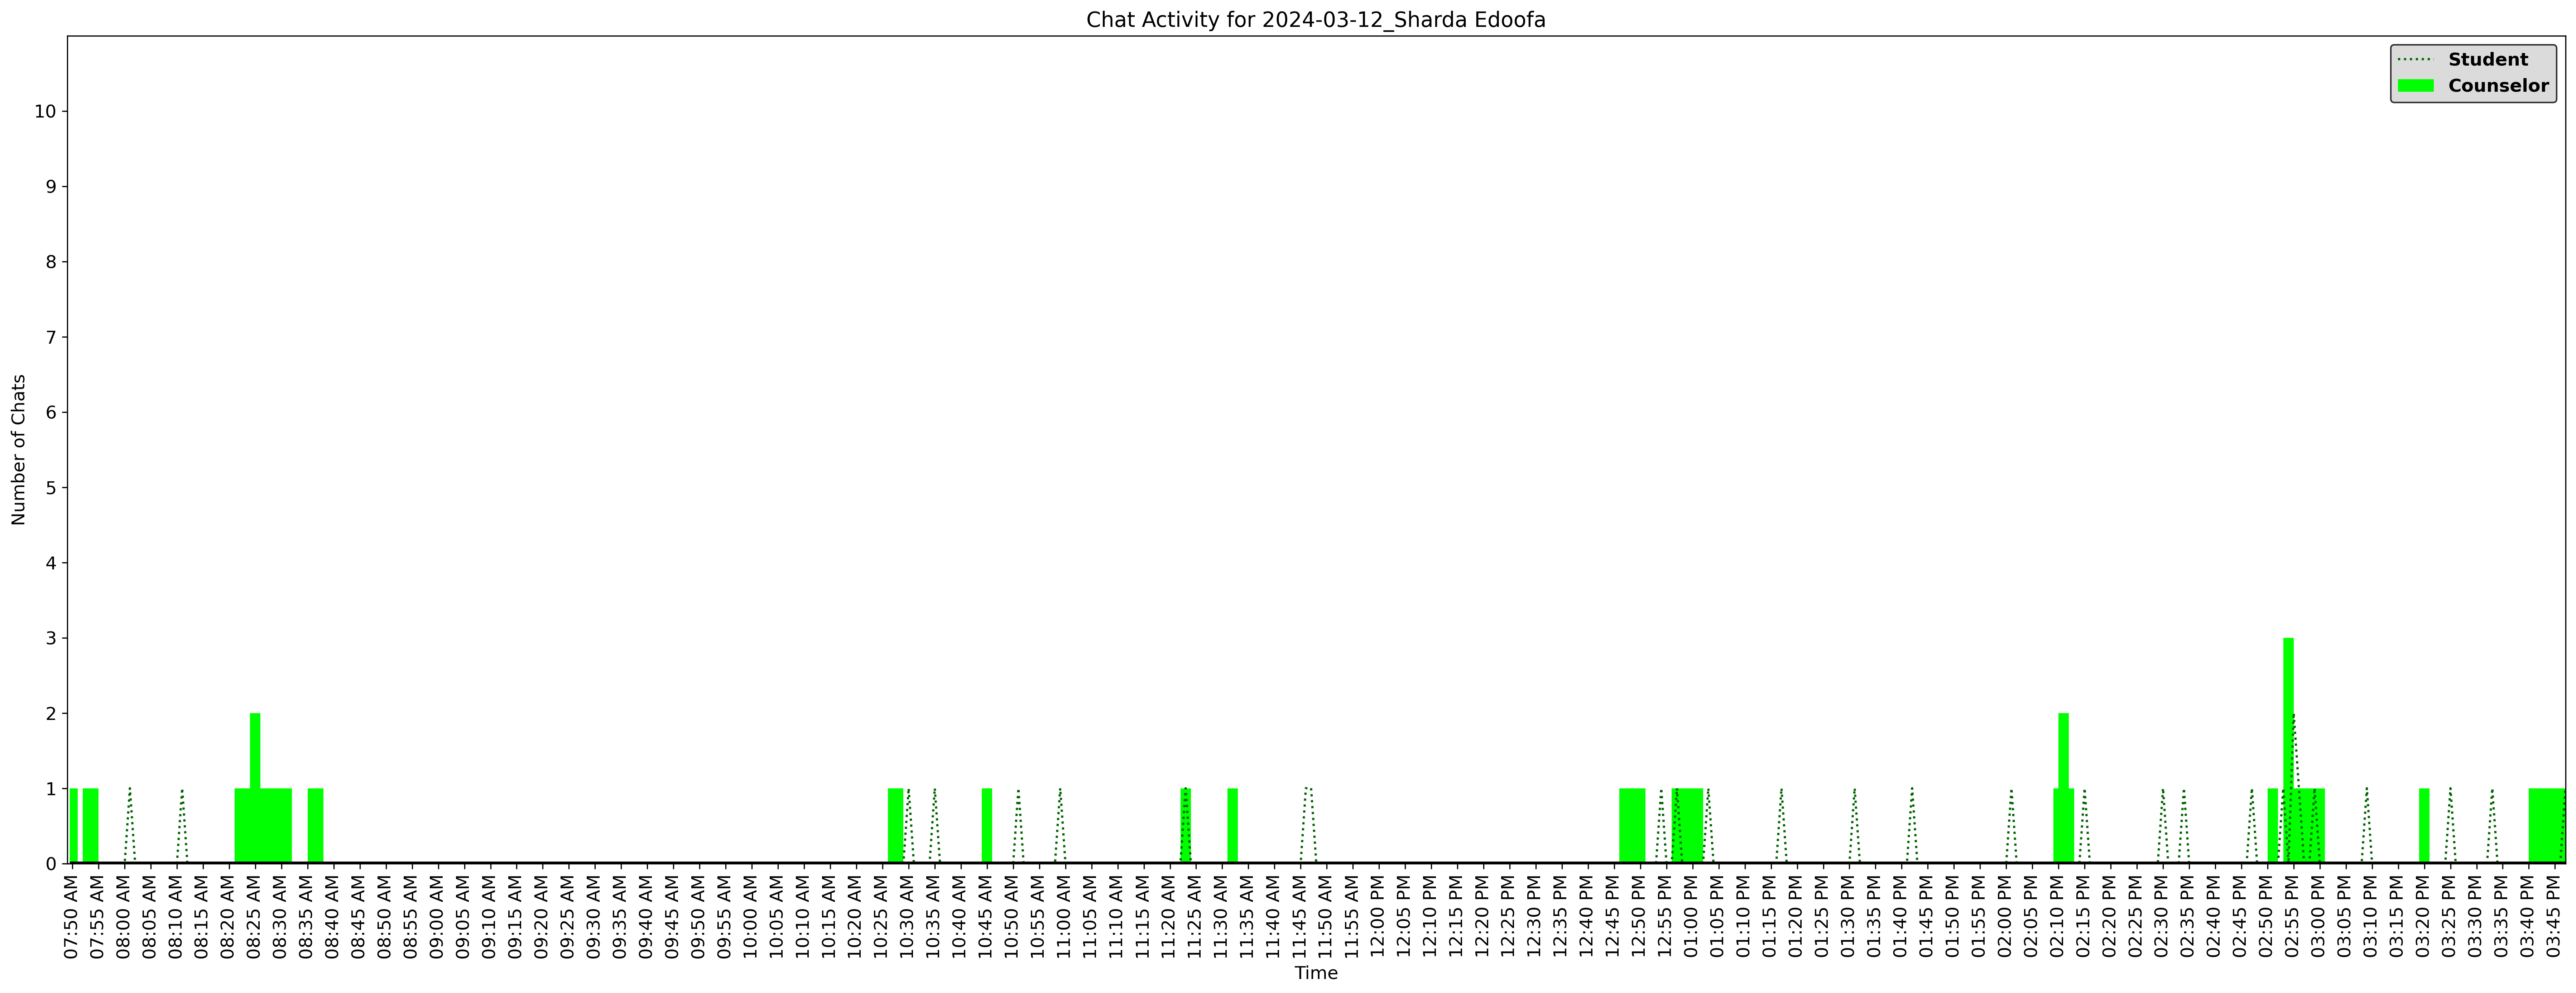 Chat Activity for 2024-03-12_Sharda Edoofa
Student
Counselor
Number of Chats
10
9
8
7
6
5
4
3
2
1
0
07:50 AM
07:55 AM
08:00 AM
08:05 AM
08:10 AM
08:15 AM
08:20 AM
08:25 AM
08:30 AM
08:35 AM
08:40 AM
08:45 AM
08:50 AM
08:55 AM
09:00 AM
09:05 AM
09:10 AM
09:15 AM
09:20 AM
09:25 AM
09:30 AM
09:35 AM
09:40 AM
09:45 AM
09:50 AM
09:55 AM
10:00 AM
10:05 AM
10:10 AM
10:15 AM
10:20 AM
10:25 AM
10:30 AM
10:35 AM
10:40 AM
10:45 AM
10:50 AM
10:55 AM
11:00 AM
11:05 AM
11:10 AM
11:15 AM
11:20 AM
11:25 AM
11:30 AM
11:35 AM
11:40 AM
11:45 AM
11:50 AM
11:55 AM
12:00 PM
12:05 PM
12:10 PM
12:15 PM
12:20 PM
12:25 PM
12:30 PM
12:35 PM
12:40 PM
12:45 PM
12:50 PM
12:55 PM
01:00 PM
01:05 PM
01:10 PM
01:15 PM
01:20 PM
01:25 PM
01:30 PM
01:35 PM
01:40 PM
01:45 PM
01:50 PM
01:55 PM
02:00 PM
02:05 PM
02:10 PM
02:15 PM
02:20 PM
02:25 PM
02:30 PM
02:35 PM
02:40 PM
02:45 PM
02:50 PM
02:55 PM
03:00 PM
03:05 PM
03:10 PM
03:15 PM
03:20 PM
03:25 PM
03:30 PM
03:35 PM
03:40 PM
03:45 PM
Time